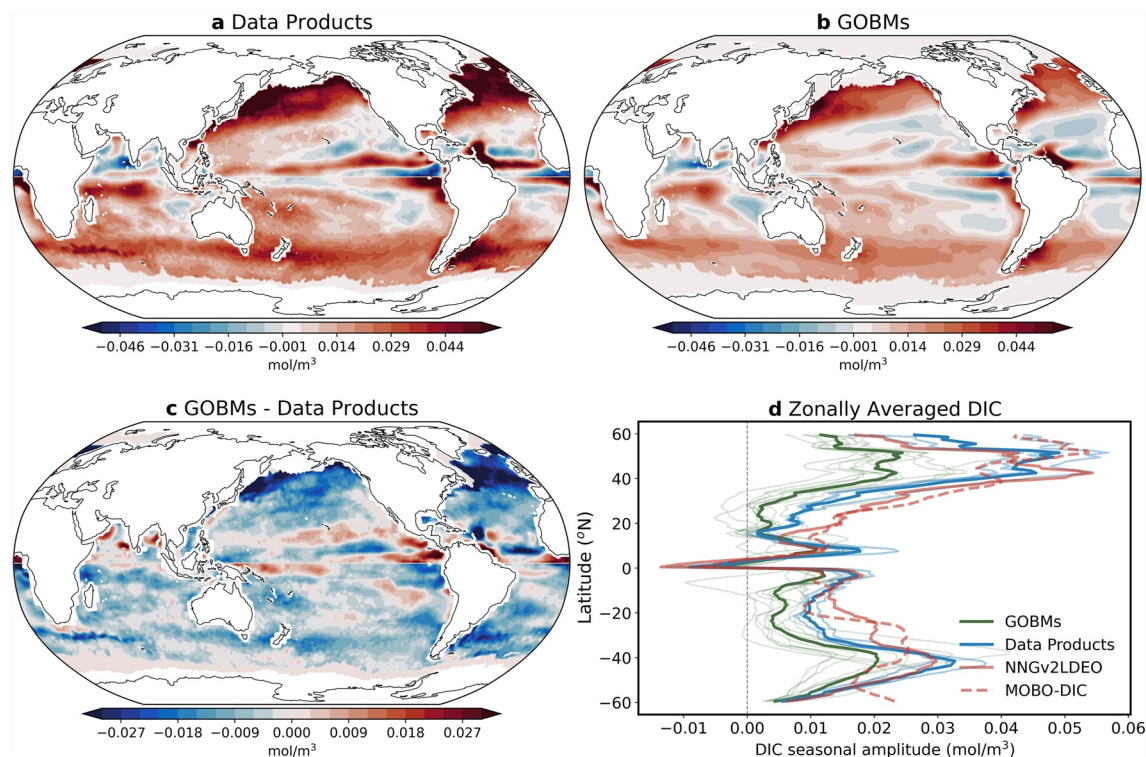 a Data Products
b GOBMs
−0.046 −0.031 −0.016 −0.001 0.014 0.029 0.044
mol/m³
−0.046 −0.031 −0.016 −0.001 0.014 0.029 0.044
mol/m³
c GOBMs - Data Products
−0.027 −0.018 −0.009 0.000 0.009 0.018 0.027
mol/m³
d Zonally Averaged DIC
Latitude (°N)
60
40
20
0
−20
−40
−60
GOBMs
Data Products
NNGv2LDEO
MOBO-DIC
−0.01 0.00 0.01 0.02 0.03 0.04 0.05 0.06
DIC seasonal amplitude (mol/m³)